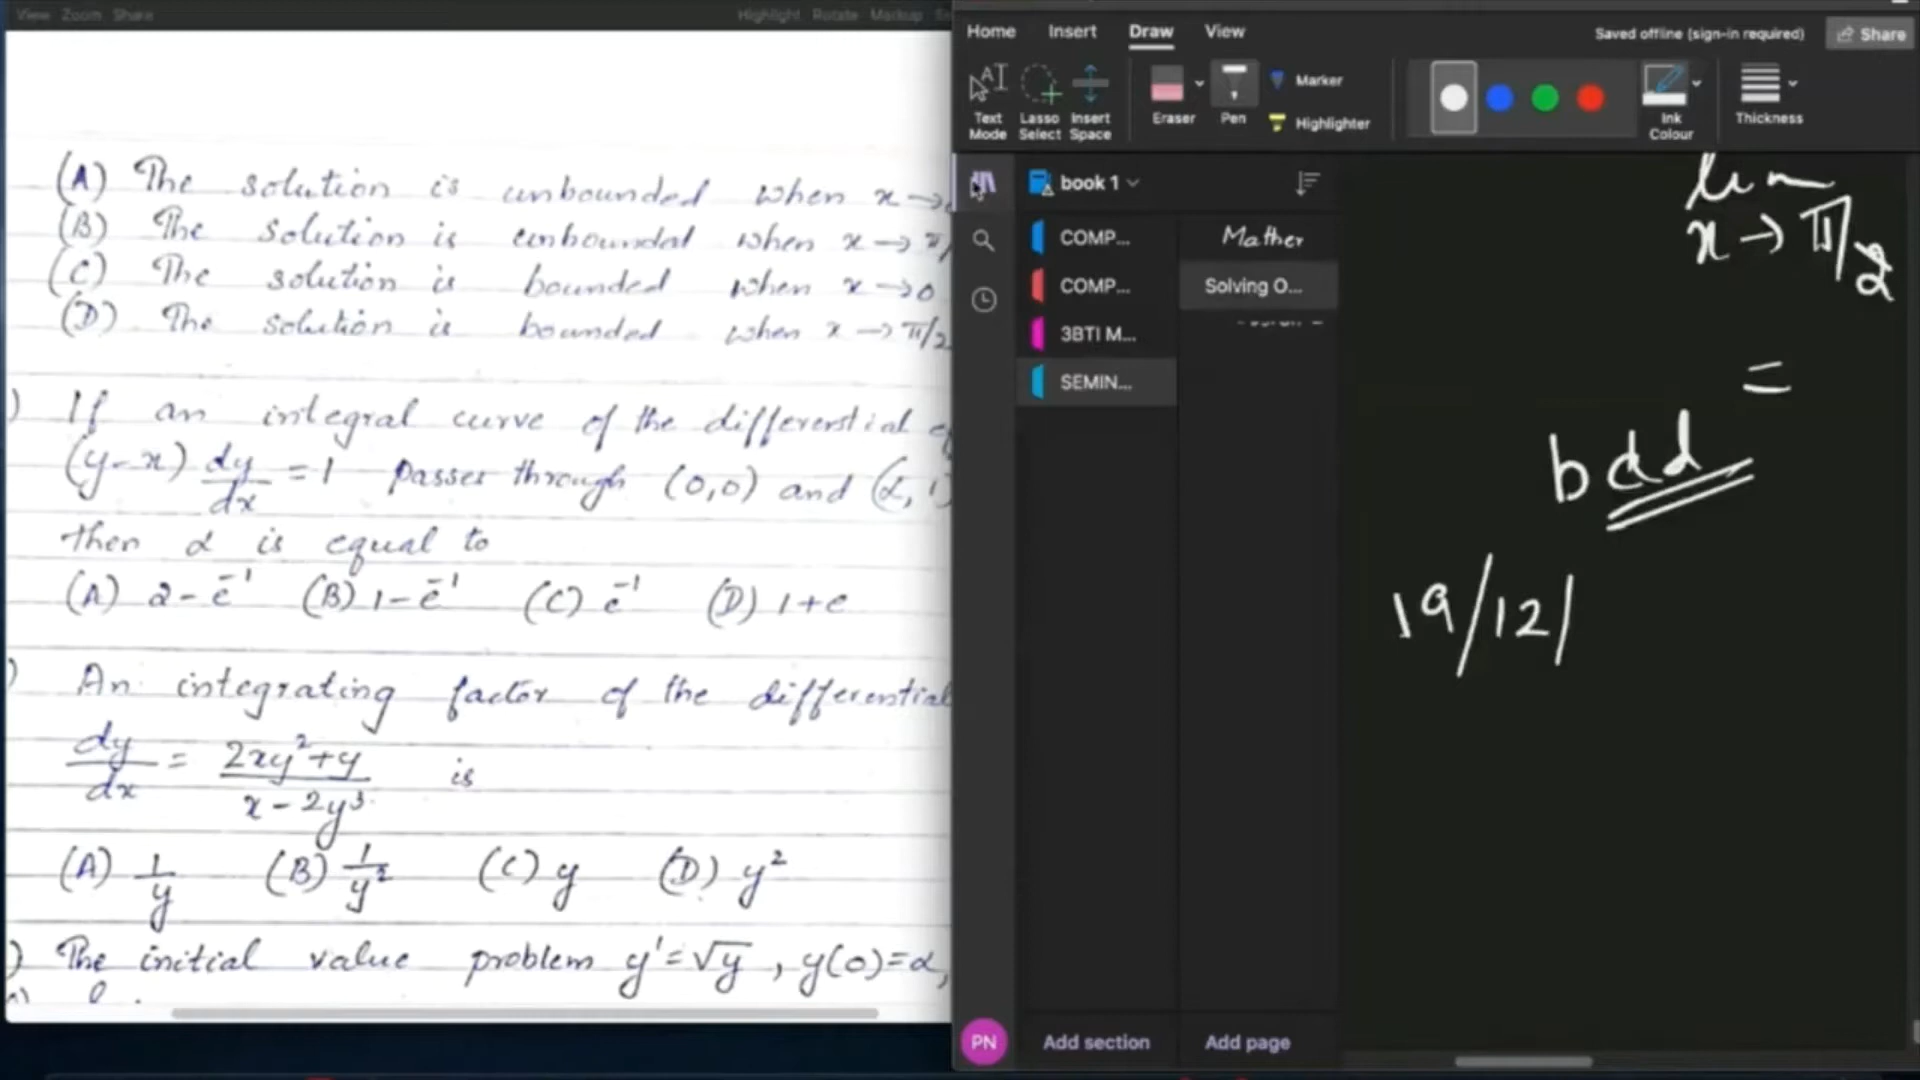 View Zoom Share Highlight Rotate Markup
(A) The solution is unbounded when x →
(B) The solution is unboundal when x → π/
(C) The solution is bounded when x → 0
(D) The solution is bounded when x → π/2
) If an integral curve of the differential
(y-x) dy/dx = 1 passes through (0,0) and (α, 1
then α is equal to
(A) 2-e⁻¹ (B) 1-e⁻¹ (C) e⁻¹ (D) 1+e
) An integrating factor of the differential
dy/dx = 2xy²+y / x-2y³ is
(A) 1/y (B) 1/y² (C) y (D) y²
) The initial value problem y'=√y, y(0)=α,
Home Insert Draw View Saved offline (sign-in required) Share
Text Mode
Lasso Select
Insert Space
Eraser
Pen
Marker
Highlighter
Ink Colour
Thickness
book 1
COMP...
COMP...
3BTI M...
SEMIN...
Mather
Solving O...
lim
x → π/2
=
bdd
19/12/
PN
Add section
Add page